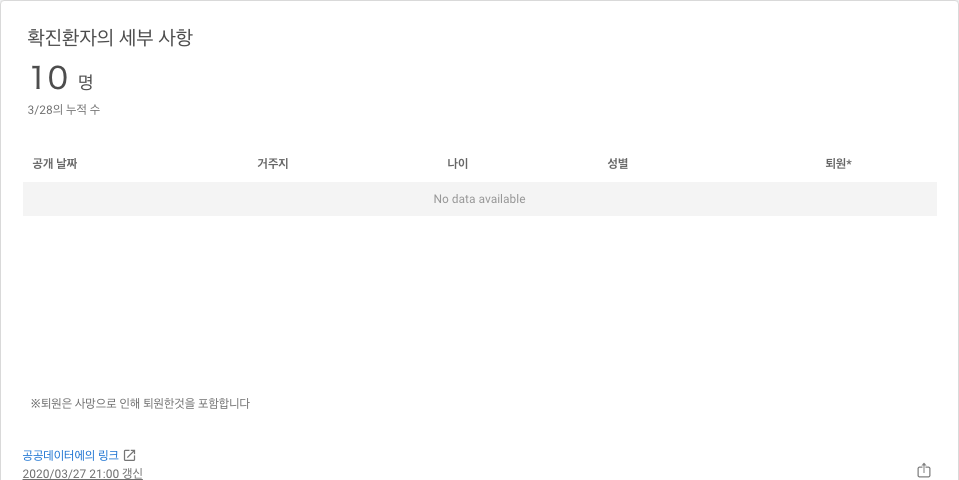 확진환자의 세부 사항
10 명
3/28의 누적 수
공개 날짜 거주지 나이 성별 퇴원*
No data available
※퇴원은 사망으로 인해 퇴원한것을 포함합니다
공공데이터에의 링크
2020/03/27 21:00 갱신